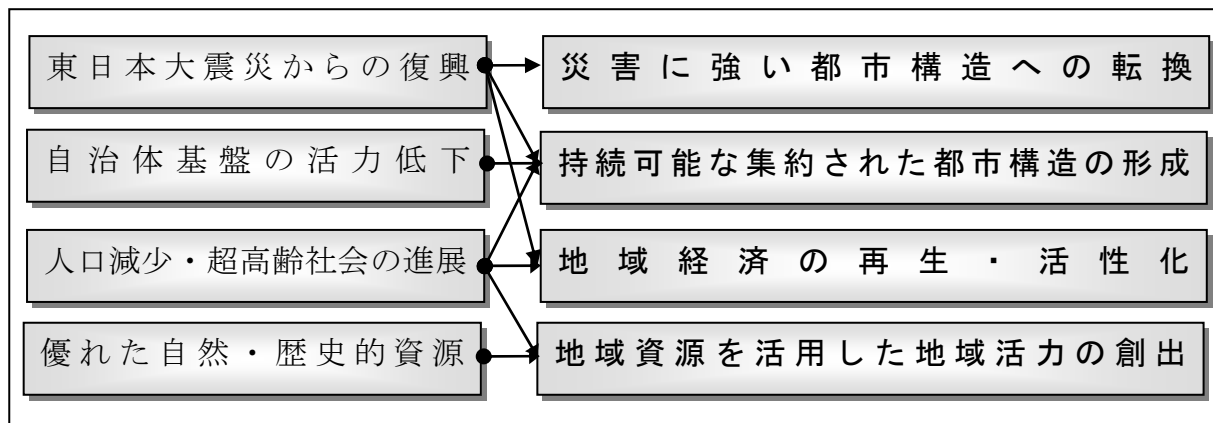 東日本大震災からの復興
災害に強い都市構造への転換
自治体基盤の活力低下
持続可能な集約された都市構造の形成
人口減少・超高齢社会の進展
地域経済の再生・活性化
優れた自然・歴史的資源
地域資源を活用した地域活力の創出